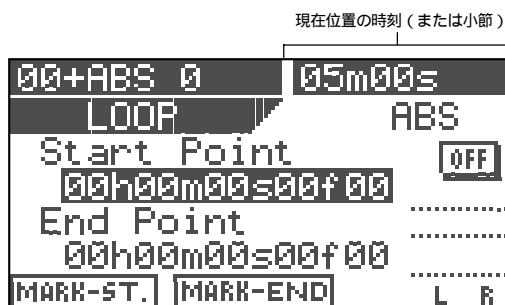 現在位置の時刻（または小節）
00+ABS 0 05m00s
LOOP ABS
Start Point
OFF
00h00m00s00f00
End Point
00h00m00s00f00
MARK-ST. MARK-END L R